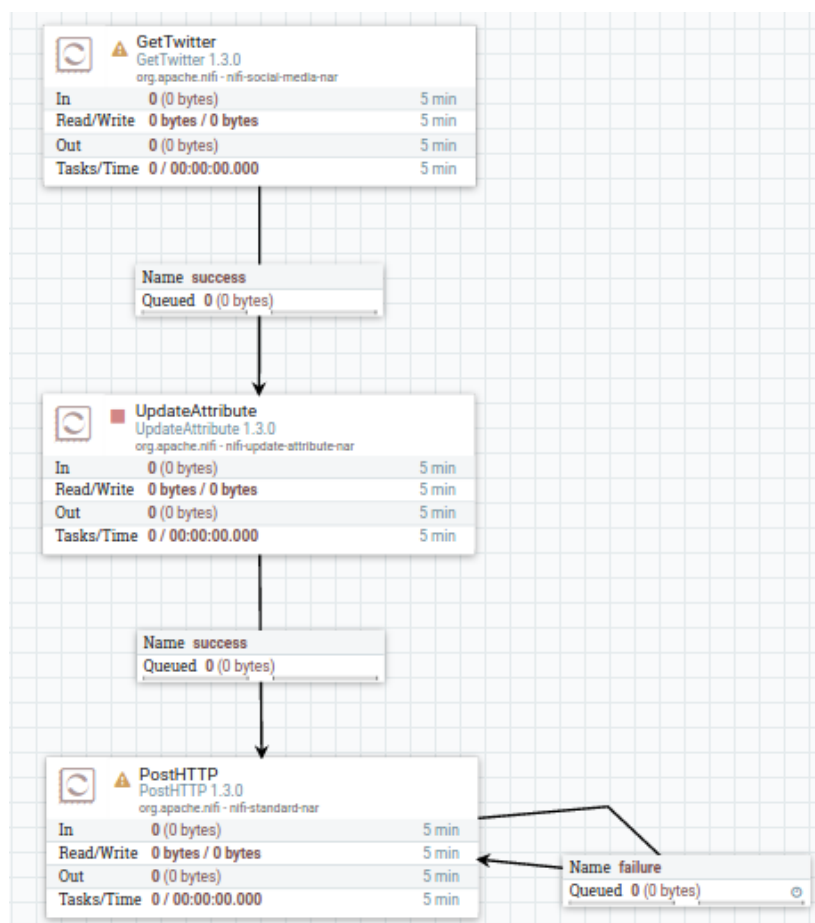 GetTwitter
GetTwitter 1.3.0
org.apache.nifi - nifi-social-media-nar
In 0 (0 bytes) 5 min
Read/Write 0 bytes / 0 bytes 5 min
Out 0 (0 bytes) 5 min
Tasks/Time 0 / 00:00:00.000 5 min
Name success
Queued 0 (0 bytes)
UpdateAttribute
UpdateAttribute 1.3.0
org.apache.nifi - nifi-update-attribute-nar
In 0 (0 bytes) 5 min
Read/Write 0 bytes / 0 bytes 5 min
Out 0 (0 bytes) 5 min
Tasks/Time 0 / 00:00:00.000 5 min
Name success
Queued 0 (0 bytes)
PostHTTP
PostHTTP 1.3.0
org.apache.nifi - nifi-standard-nar
In 0 (0 bytes) 5 min
Read/Write 0 bytes / 0 bytes 5 min
Out 0 (0 bytes) 5 min
Tasks/Time 0 / 00:00:00.000 5 min
Name failure
Queued 0 (0 bytes)